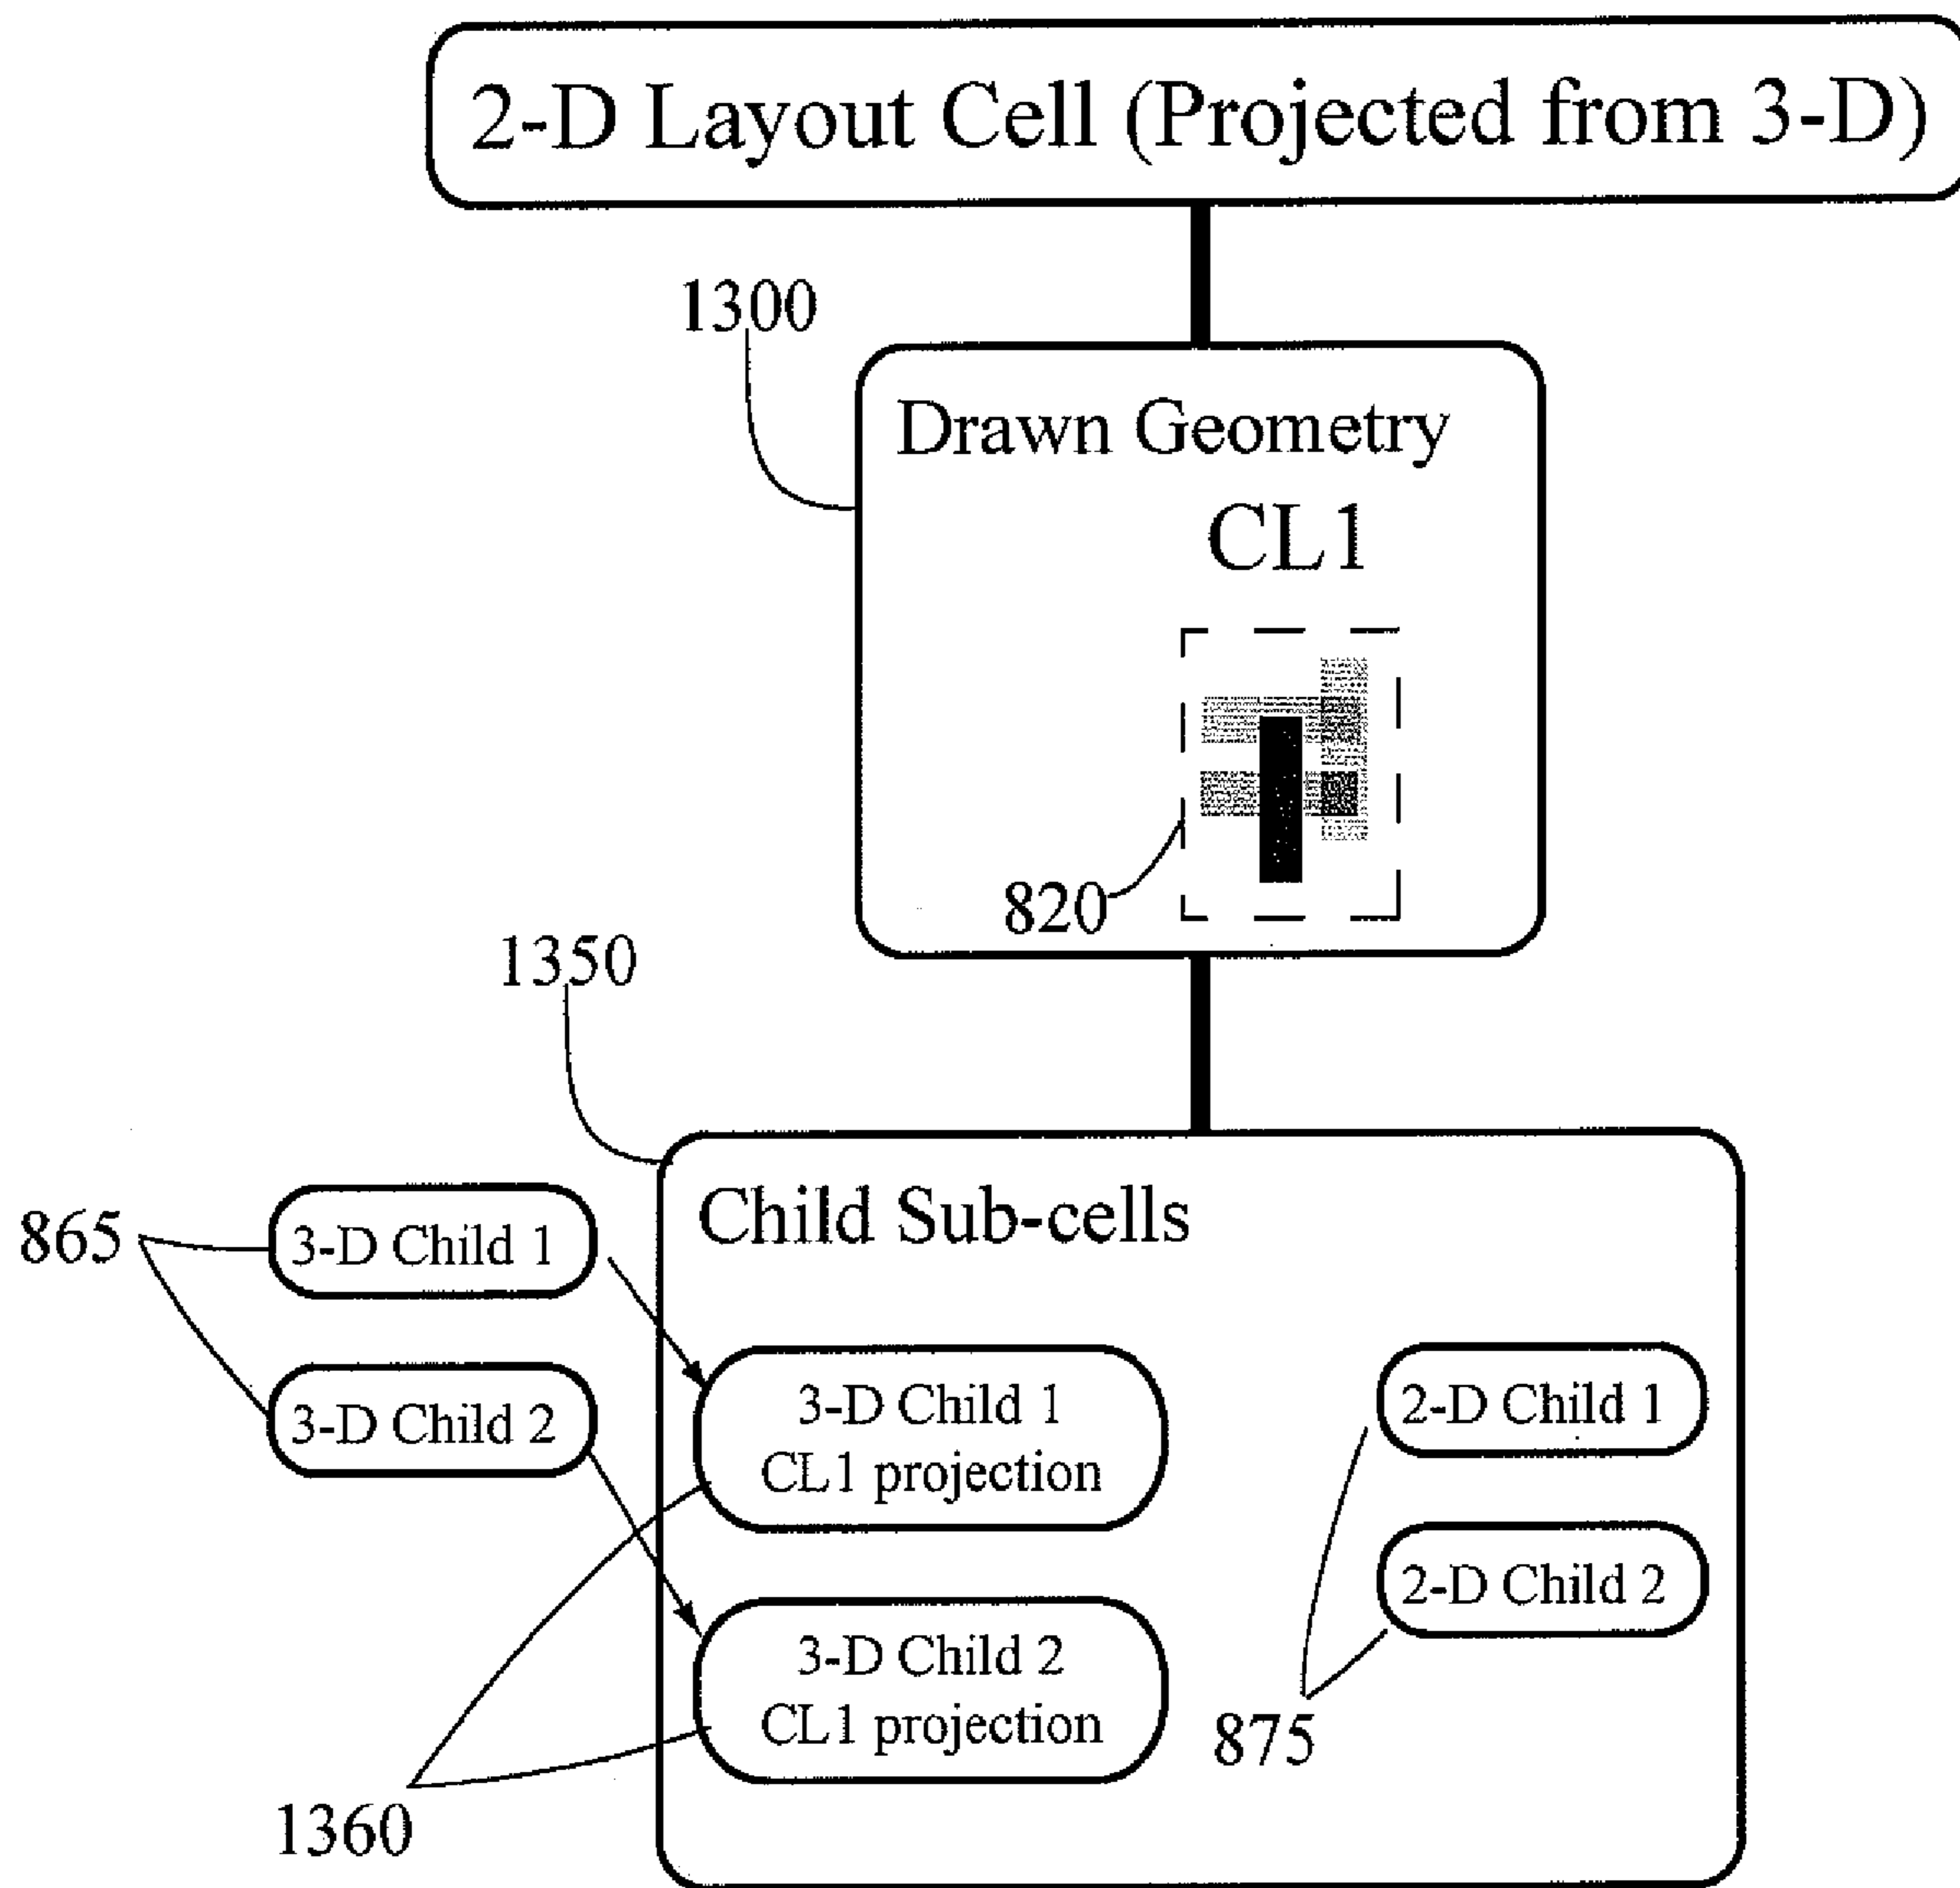 2-D Layout Cell (Projected from 3-D)
1300
Drawn Geometry
CL1
820
1350
Child Sub-cells
865
3-D Child 1
3-D Child 2
3-D Child 1
CL1 projection
3-D Child 2
CL1 projection
2-D Child 1
2-D Child 2
875
1360